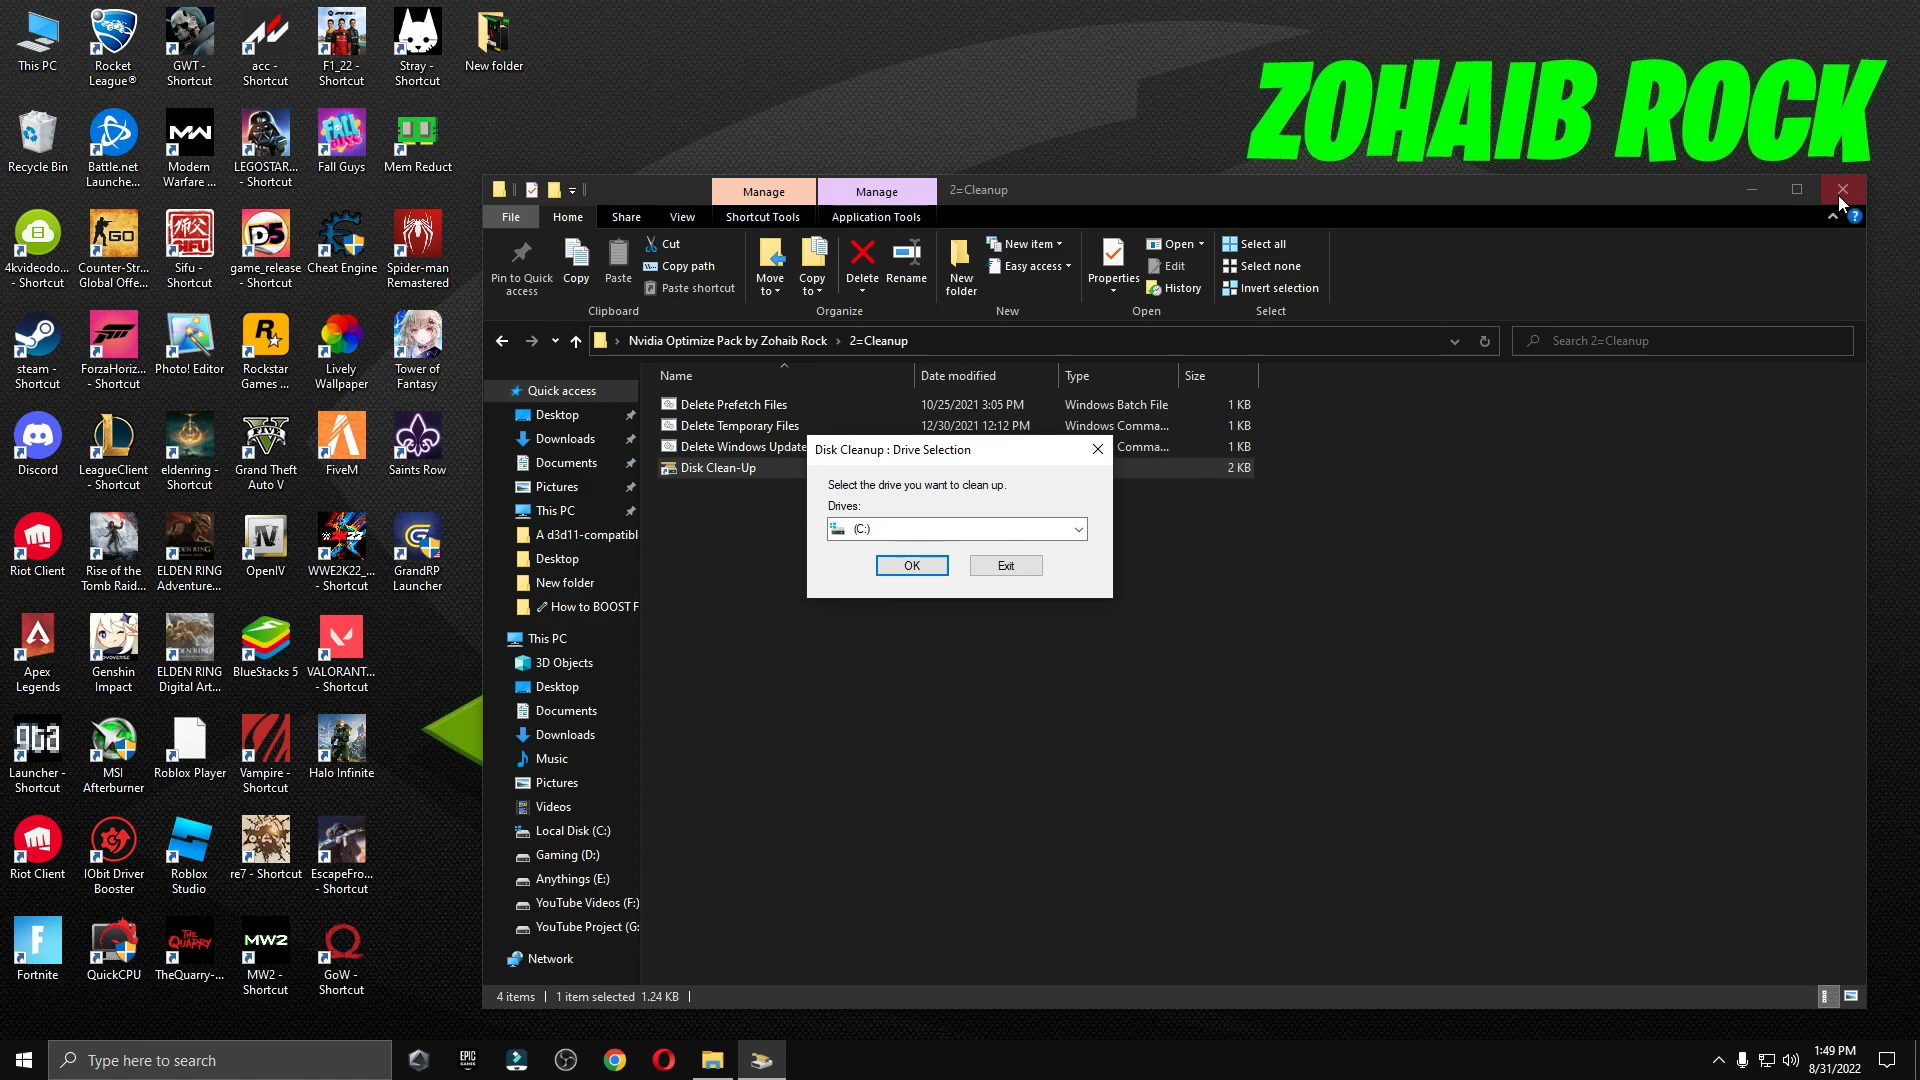 This PC
Rocket League®
GWT - Shortcut
acc - Shortcut
F1_22 - Shortcut
Stray - Shortcut
New folder
ZOHAIB ROCK
Recycle Bin
Battle.net Launche...
Modern Warfare ...
LEGOSTAR... - Shortcut
Fall Guys
Mem Reduct
4kvideodo... - Shortcut
Counter-Str... Global Offe...
Sifu - Shortcut
game_release - Shortcut
Cheat Engine
Spider-man Remastered
steam - Shortcut
ForzaHoriz... - Shortcut
Photo! Editor
Rockstar Games ...
Lively Wallpaper
Tower of Fantasy
Discord
LeagueClient - Shortcut
eldenring - Shortcut
Grand Theft Auto V
FiveM
Saints Row
Riot Client
Rise of the Tomb Raid...
ELDEN RING Adventure...
OpenIV
WWE2K22_... - Shortcut
GrandRP Launcher
Apex Legends
Genshin Impact
ELDEN RING Digital Art...
BlueStacks 5
VALORANT... - Shortcut
Launcher - Shortcut
MSI Afterburner
Roblox Player
Vampire - Shortcut
Halo Infinite
Riot Client
IObit Driver Booster
Roblox Studio
re7 - Shortcut
EscapeFro... - Shortcut
Fortnite
QuickCPU
TheQuarry-...
MW2 - Shortcut
GoW - Shortcut
Manage
Manage
2=Cleanup
File
Home
Share
View
Shortcut Tools
Application Tools
Pin to Quick access
Copy
Paste
Cut
Copy path
Paste shortcut
Clipboard
Move to
Copy to
Delete
Rename
Organize
New folder
New item
Easy access
New
Properties
Open
Edit
History
Open
Select all
Select none
Invert selection
Select
Nvidia Optimize Pack by Zohaib Rock › 2=Cleanup
Search 2=Cleanup
Quick access
Desktop
Downloads
Documents
Pictures
This PC
A d3d11-compatibl
Desktop
New folder
How to BOOST F
This PC
3D Objects
Desktop
Documents
Downloads
Music
Pictures
Videos
Local Disk (C:)
Gaming (D:)
Anythings (E:)
YouTube Videos (F:)
YouTube Project (G:
Network
Name Date modified Type Size
Delete Prefetch Files 10/25/2021 3:05 PM Windows Batch File 1 KB
Delete Temporary Files 12/30/2021 12:12 PM Windows Comma... 1 KB
Delete Windows Update Comma... 1 KB
Disk Clean-Up 2 KB
Disk Cleanup : Drive Selection
Select the drive you want to clean up.
Drives:
(C:)
OK
Exit
4 items
1 item selected 1.24 KB
Type here to search
EPIC GAMES
1:49 PM
8/31/2022